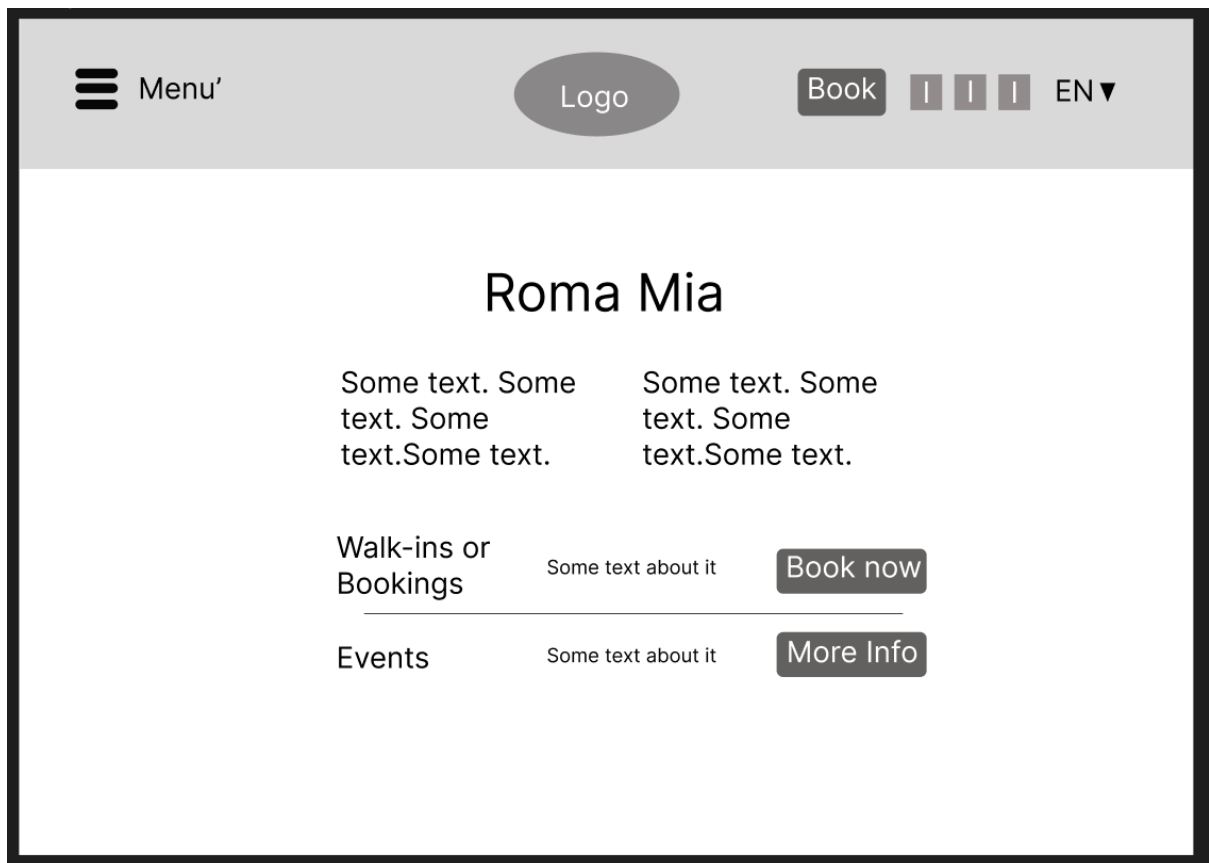 Menu’
Logo
Book
I I I
EN▼
Roma Mia
Some text. Some
text. Some
text.Some text.
Some text. Some
text. Some
text.Some text.
Walk-ins or
Bookings
Some text about it
Book now
Events
Some text about it
More Info